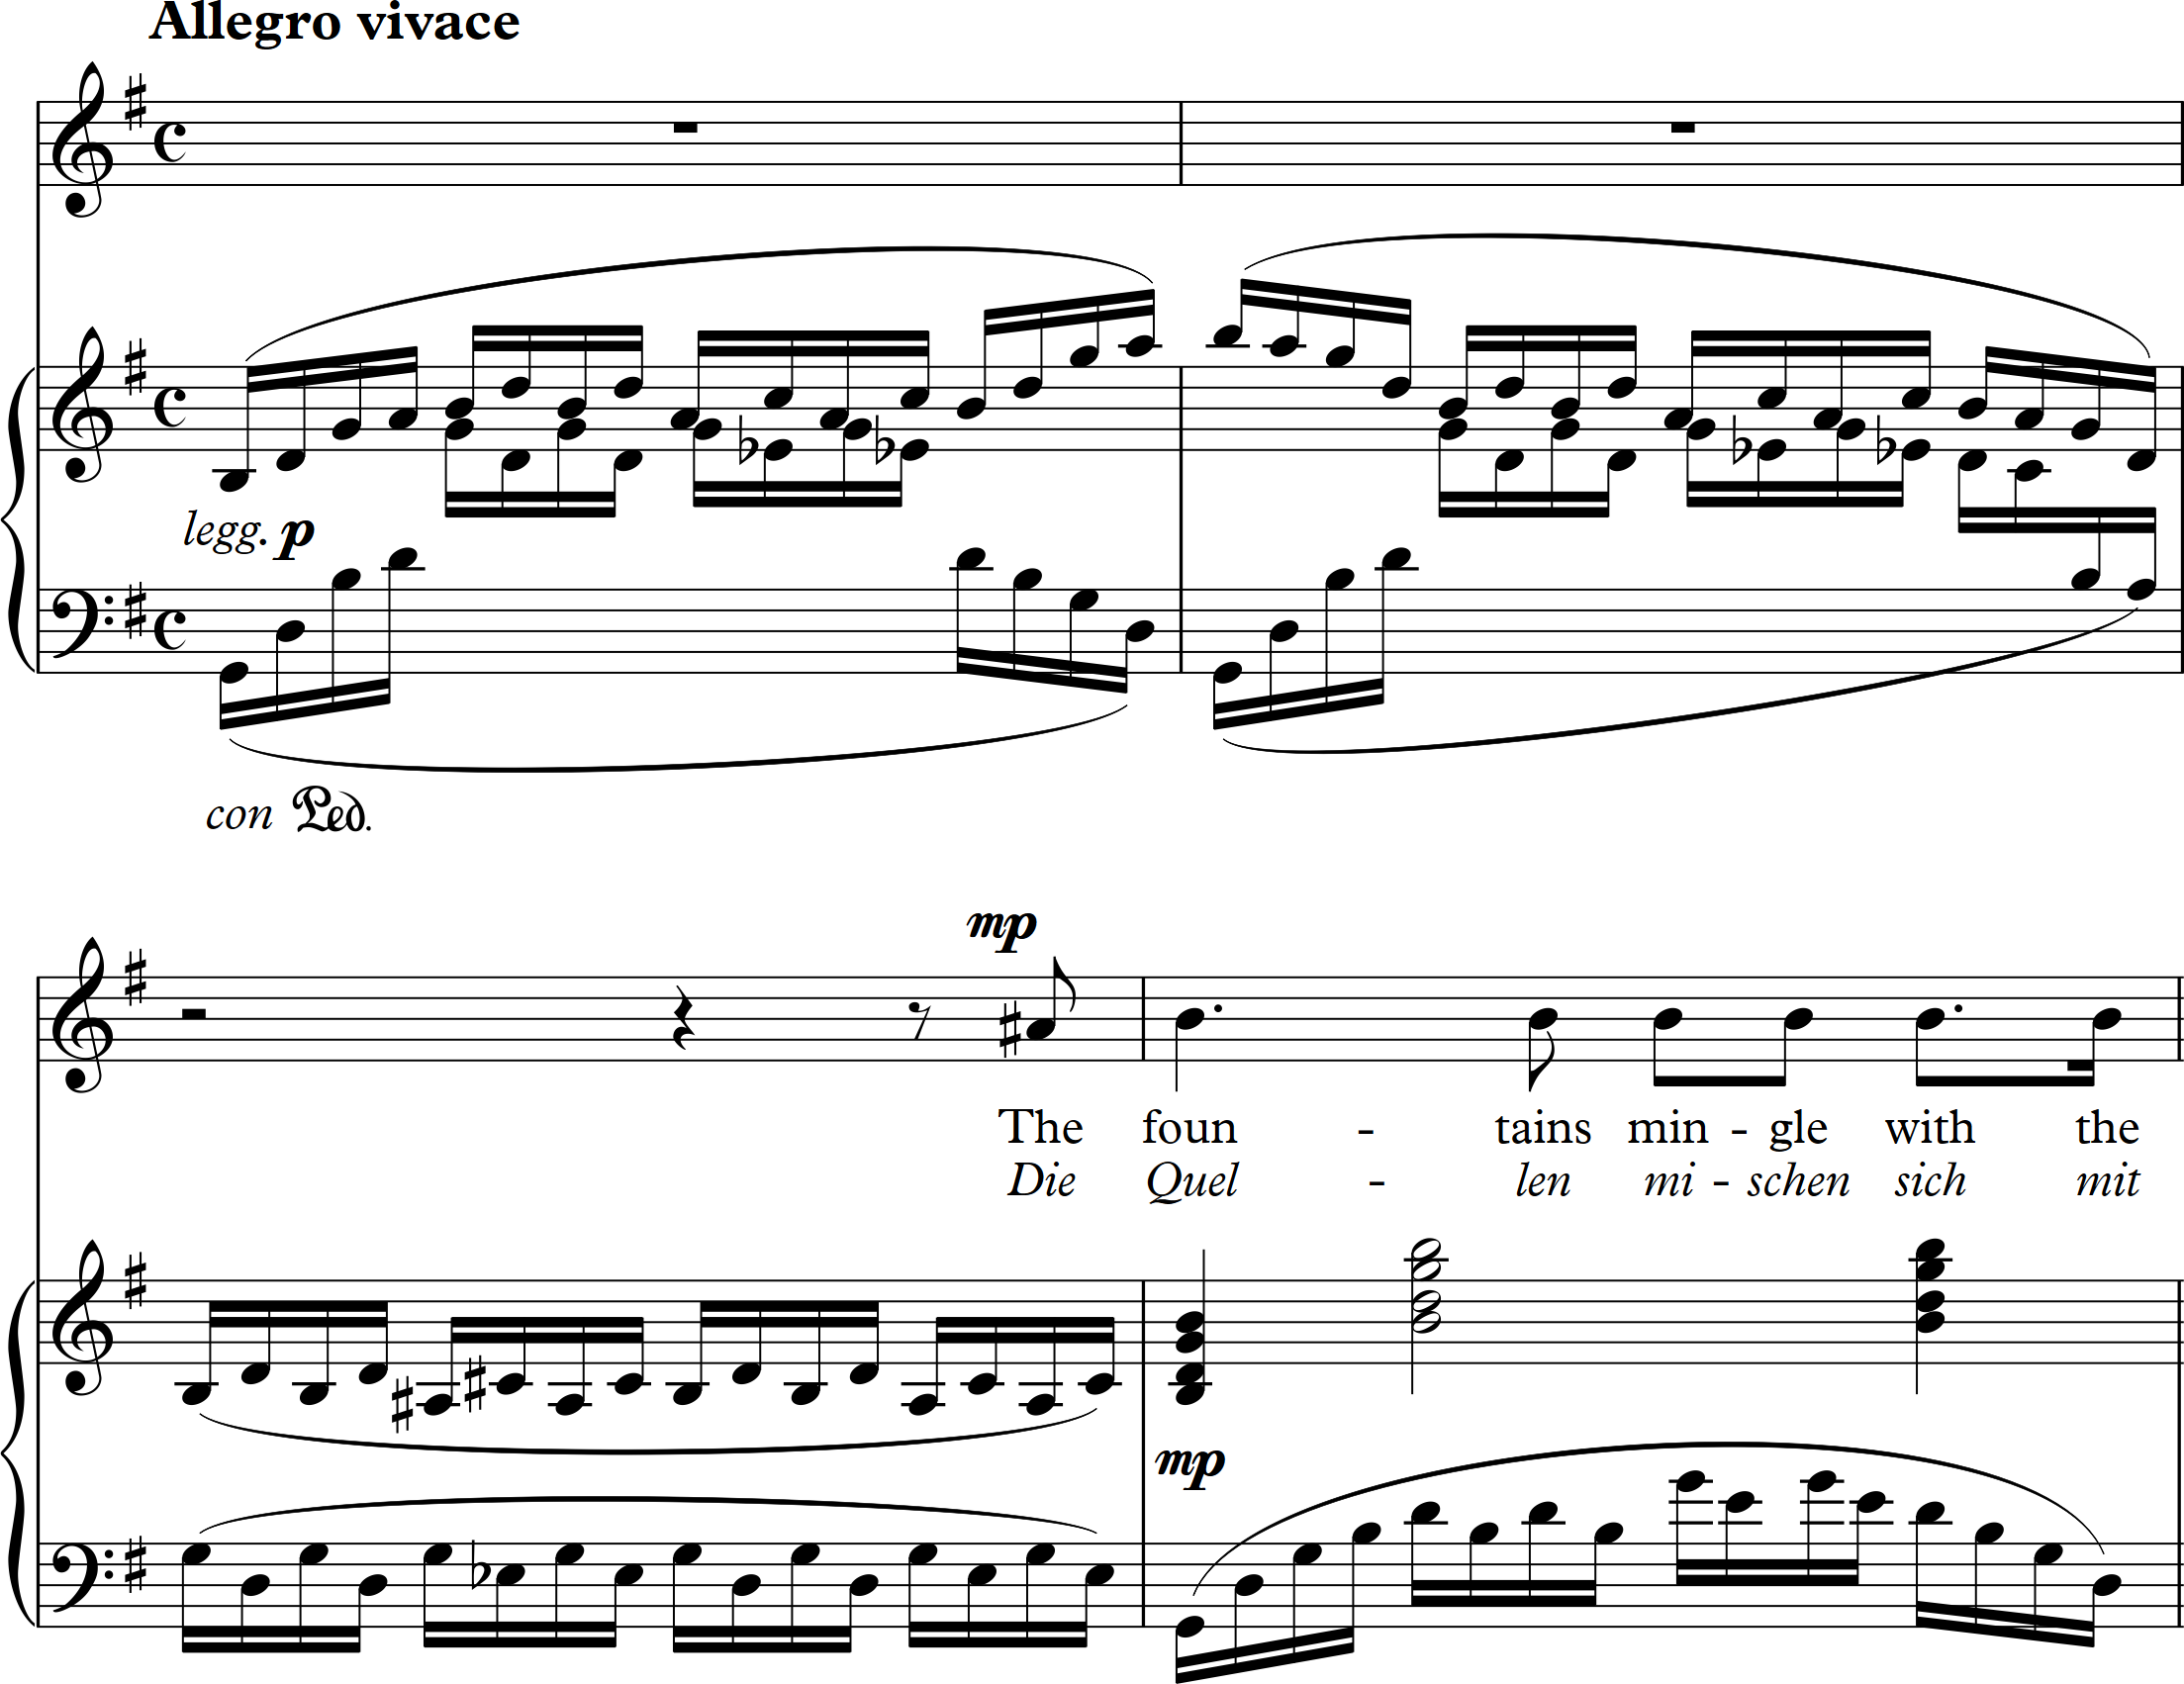 Allegro vivace
legg. p
con Ped.
mp
The foun - tains min - gle with the
Die Quel - len mi - schen sich mit
mp